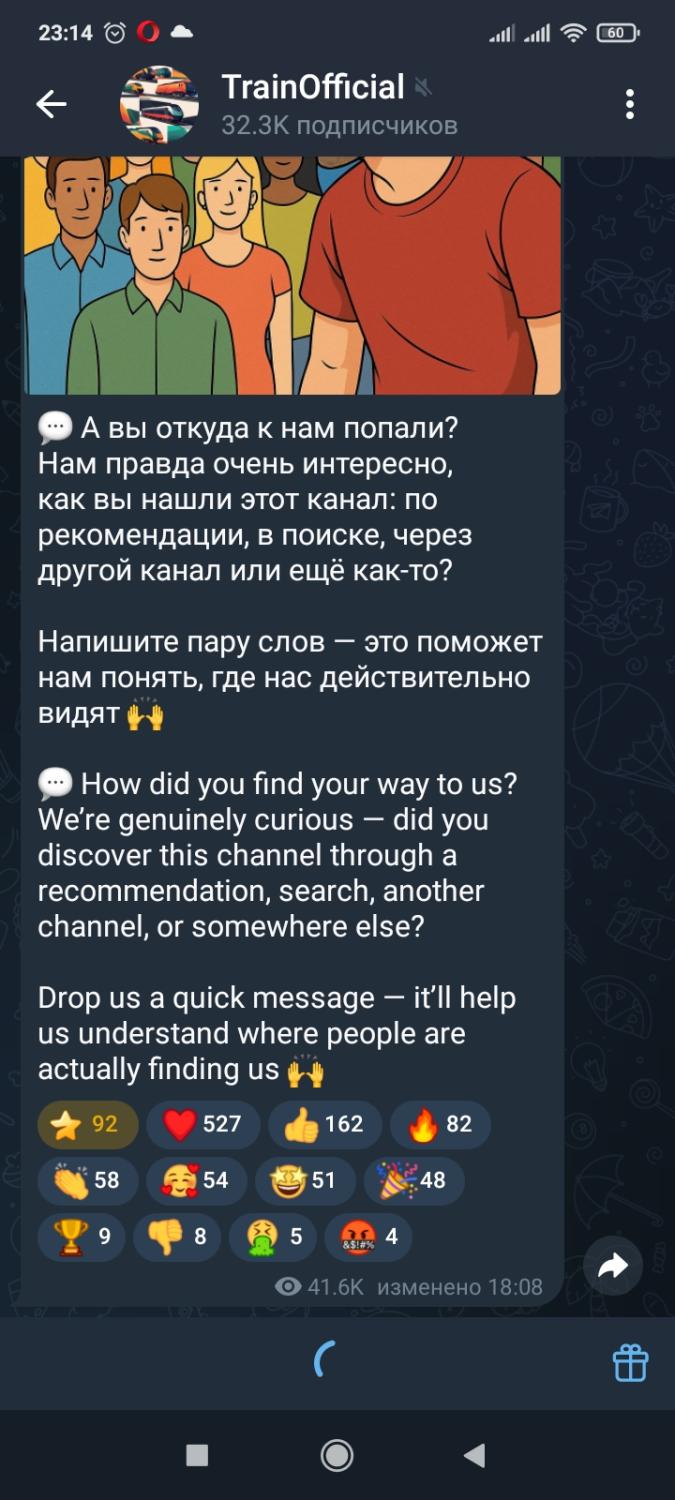 23:14
60
TrainOfficial
32.3K подписчиков
💬 А вы откуда к нам попали?
Нам правда очень интересно,
как вы нашли этот канал: по
рекомендации, в поиске, через
другой канал или ещё как-то?
Напишите пару слов — это поможет
нам понять, где нас действительно
видят 🙌
💬 How did you find your way to us?
We’re genuinely curious — did you
discover this channel through a
recommendation, search, another
channel, or somewhere else?
Drop us a quick message — it’ll help
us understand where people are
actually finding us 🙌
⭐ 92 ❤️ 527 👍 162 🔥 82
👏 58 🥰 54 🤩 51 🎉 48
🏆 9 👎 8 🤮 5 🤬 4
41.6K изменено 18:08